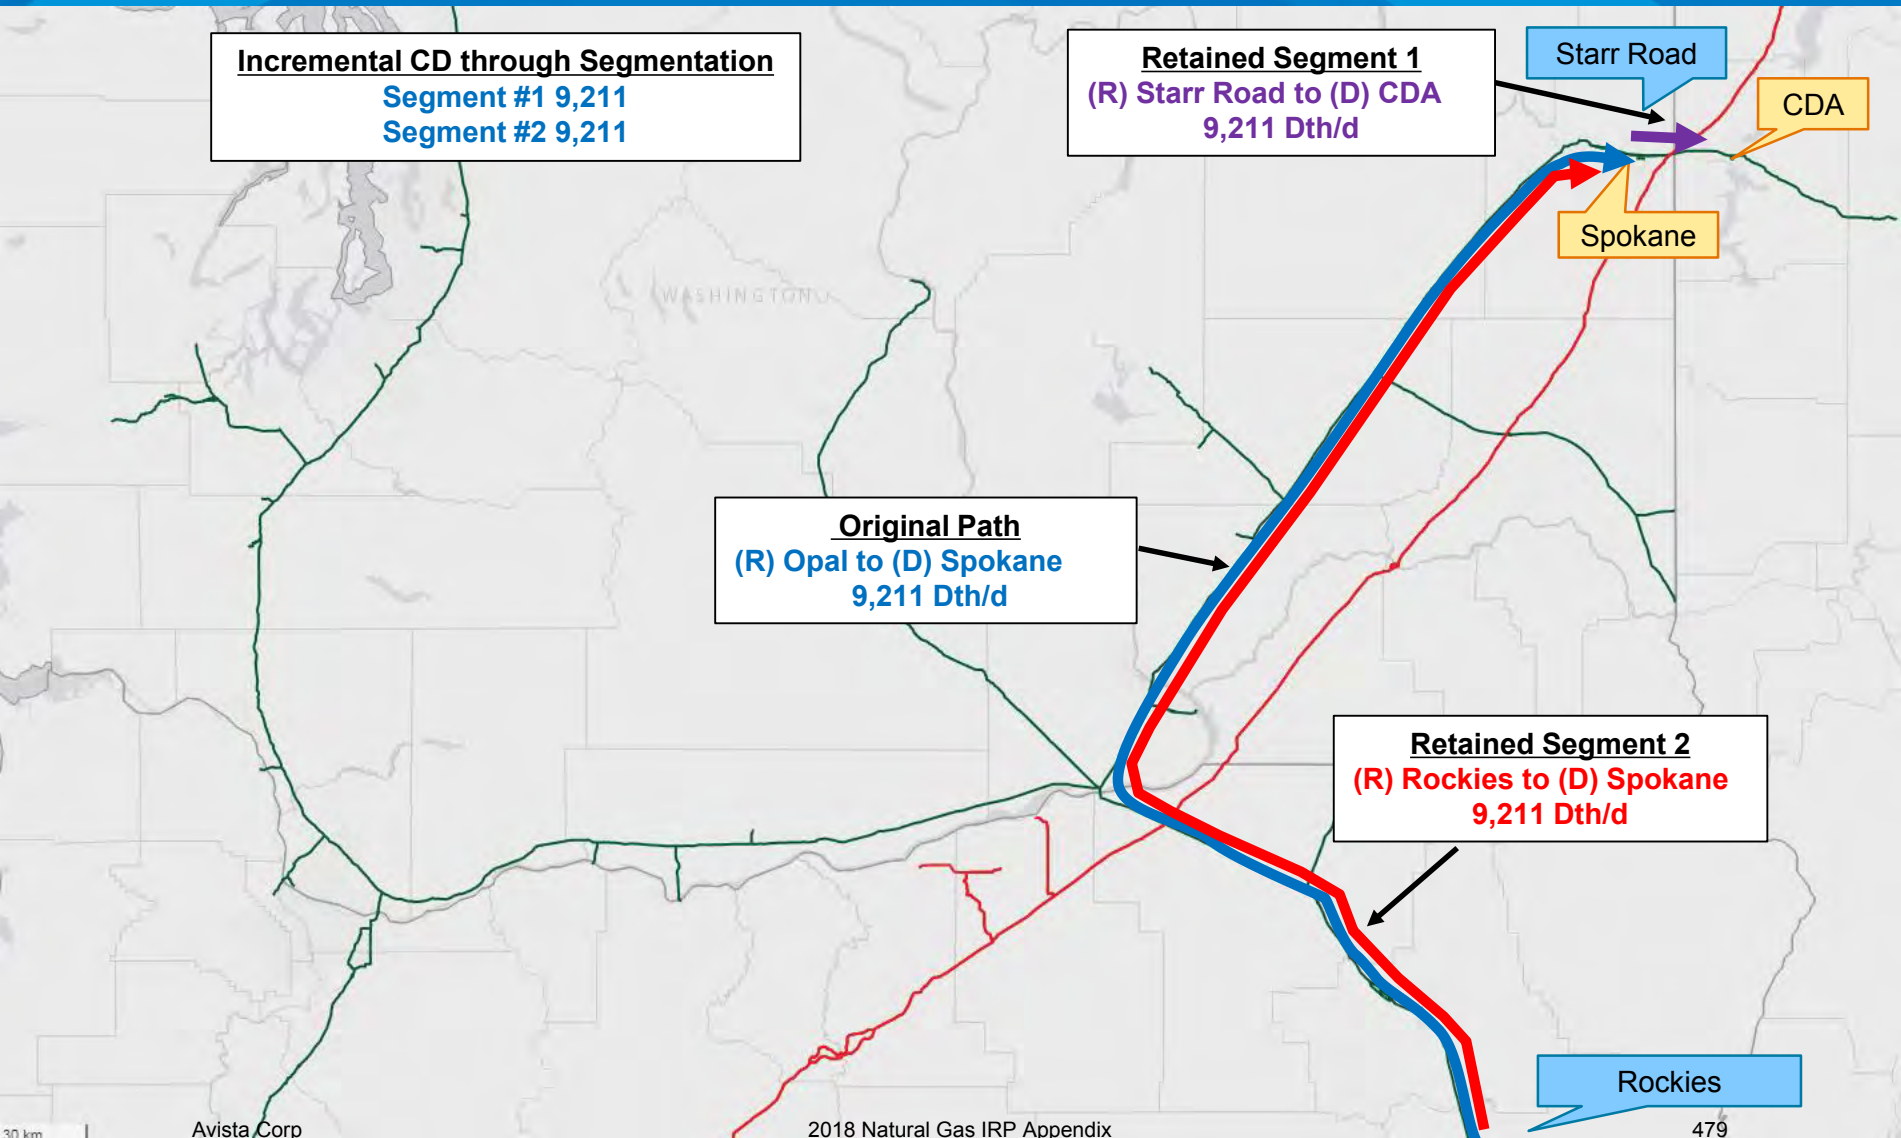 Incremental CD through Segmentation
Segment #1 9,211
Segment #2 9,211
Retained Segment 1
(R) Starr Road to (D) CDA
9,211 Dth/d
Starr Road
CDA
Spokane
WASHINGTON
Original Path
(R) Opal to (D) Spokane
9,211 Dth/d
Retained Segment 2
(R) Rockies to (D) Spokane
9,211 Dth/d
Rockies
30 km
Avista Corp
2018 Natural Gas IRP Appendix
479